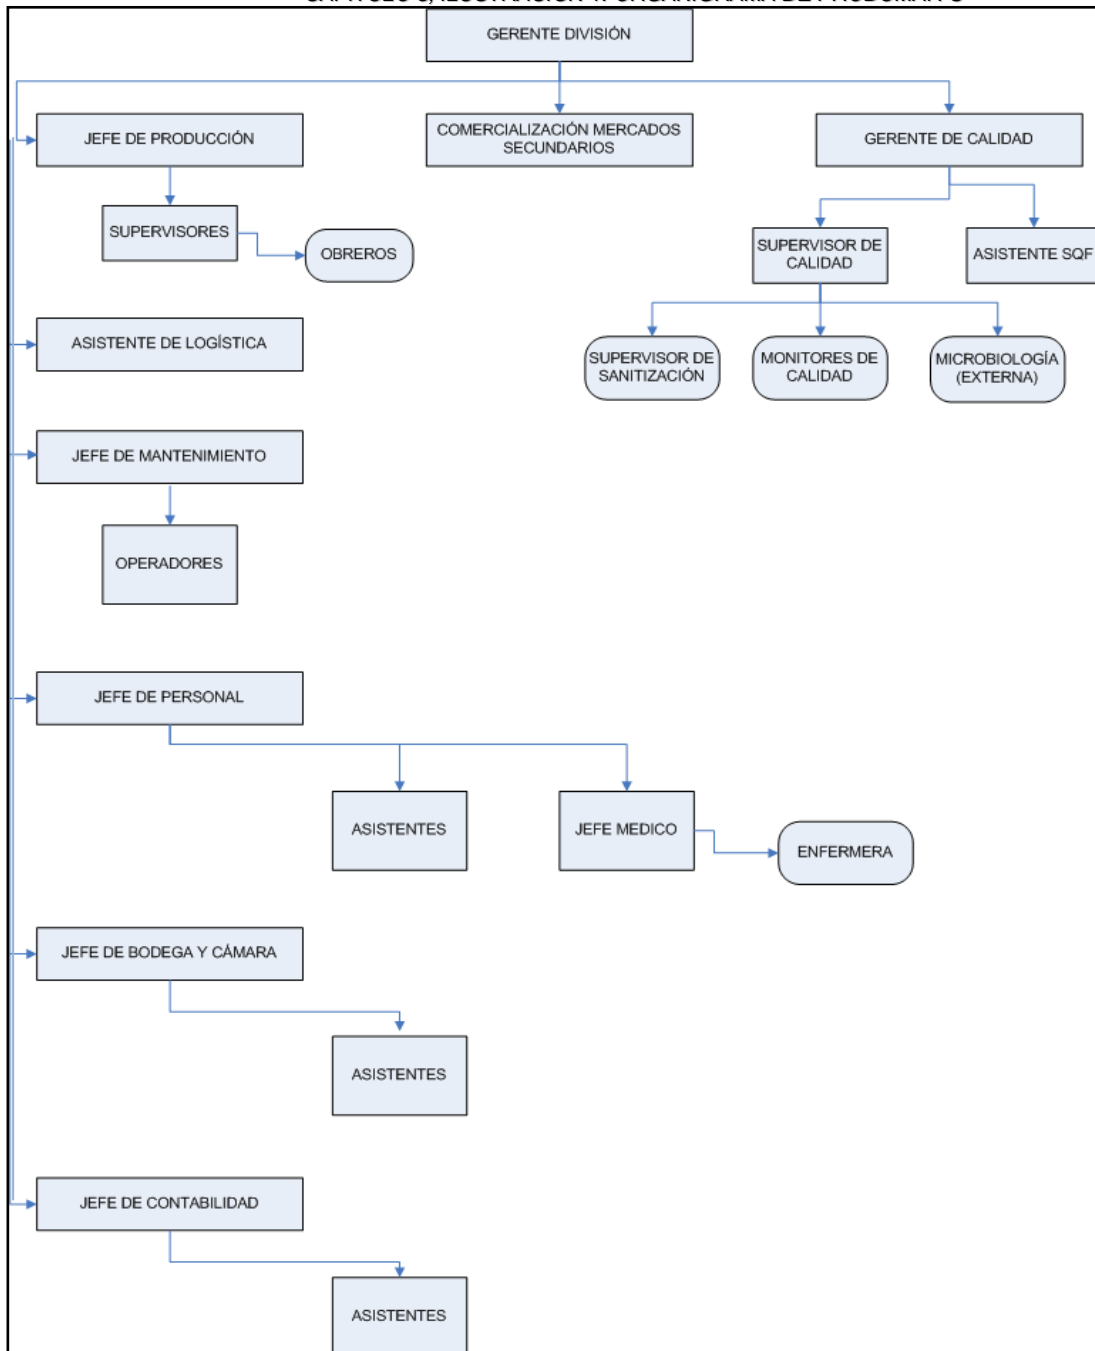 GERENTE DIVISIÓN
JEFE DE PRODUCCIÓN
COMERCIALIZACIÓN MERCADOS
SECUNDARIOS
GERENTE DE CALIDAD
SUPERVISORES
OBREROS
SUPERVISOR DE
CALIDAD
ASISTENTE SQF
ASISTENTE DE LOGÍSTICA
SUPERVISOR DE
SANITIZACIÓN
MONITORES DE
CALIDAD
MICROBIOLOGÍA
(EXTERNA)
JEFE DE MANTENIMIENTO
OPERADORES
JEFE DE PERSONAL
ASISTENTES
JEFE MEDICO
ENFERMERA
JEFE DE BODEGA Y CÁMARA
ASISTENTES
JEFE DE CONTABILIDAD
ASISTENTES